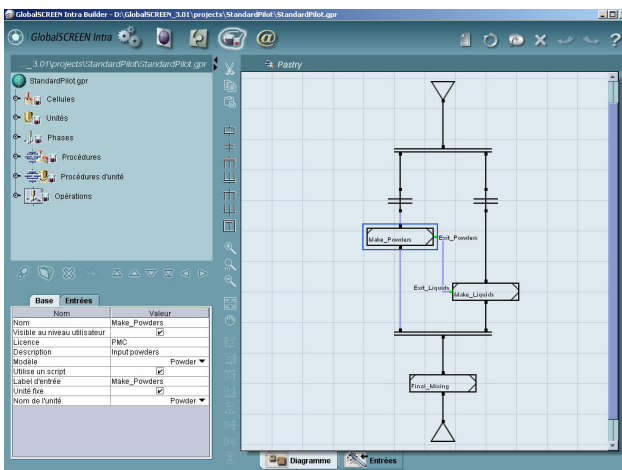 GlobalSCREEN Intra Builder - D:\GlobalSCREEN_3.01\projects\StandardPilot\StandardPilot.gpr
GlobalSCREEN Intra
..._3.01\projects\StandardPilot\StandardPilot.gpr
Pastry
StandardPilot.gpr
Cellules
Unités
Phases
Procédures
Procédures d'unité
Opérations
Make_Powders
Exit_Powders
Exit_Liquids
Make_Liquids
Final_Mixing
Base Entrées
Nom Valeur
Nom Make_Powders
Visible au niveau utilisateur
Licence PMC
Description Input powders
Modèle Powder
Utilise un script
Label d'entrée Make_Powders
Unité fixe
Nom de l'unité Powder
Diagramme Entrées